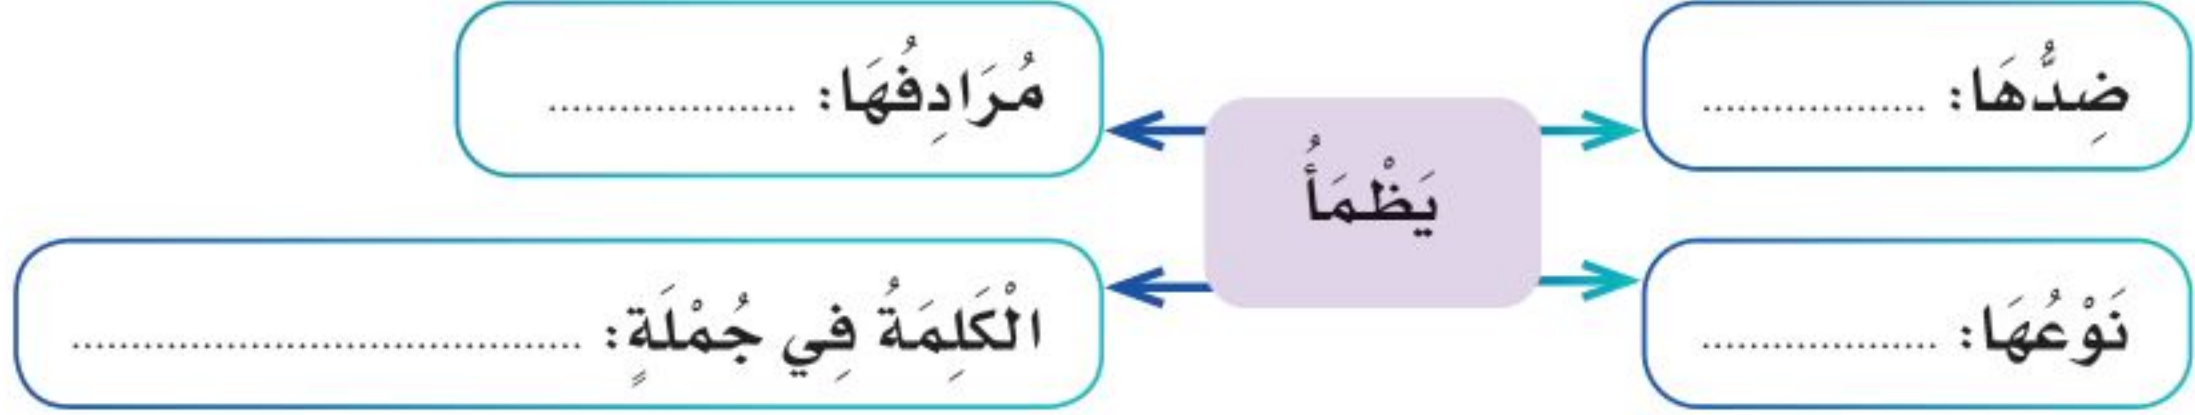 ضِدُّهَا: ...................
مُرَادِفُهَا: .....................
يَظْمَأُ
نَوْعُهَا: ....................
الْكَلِمَةُ فِي جُمْلَةٍ: ...........................................